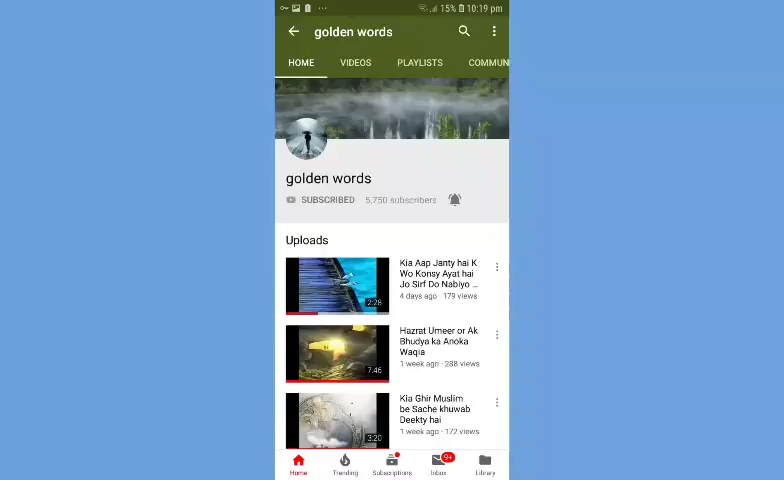 15% 10:19 pm
golden words
HOME VIDEOS PLAYLISTS COMMUN
golden words
SUBSCRIBED 5,750 subscribers
Uploads
Kia Aap Janty hai K
Wo Konsy Ayat hai
Jo Sirf Do Nabiyo ...
4 days ago · 179 views
2:28
Hazrat Umeer or Ak
Bhudya ka Anoka
Waqia
1 week ago · 288 views
7:46
Kia Ghir Muslim
be Sache khuwab
Deekty hai
1 week ago · 172 views
3:20
9+
Home Trending Subscriptions Inbox Library